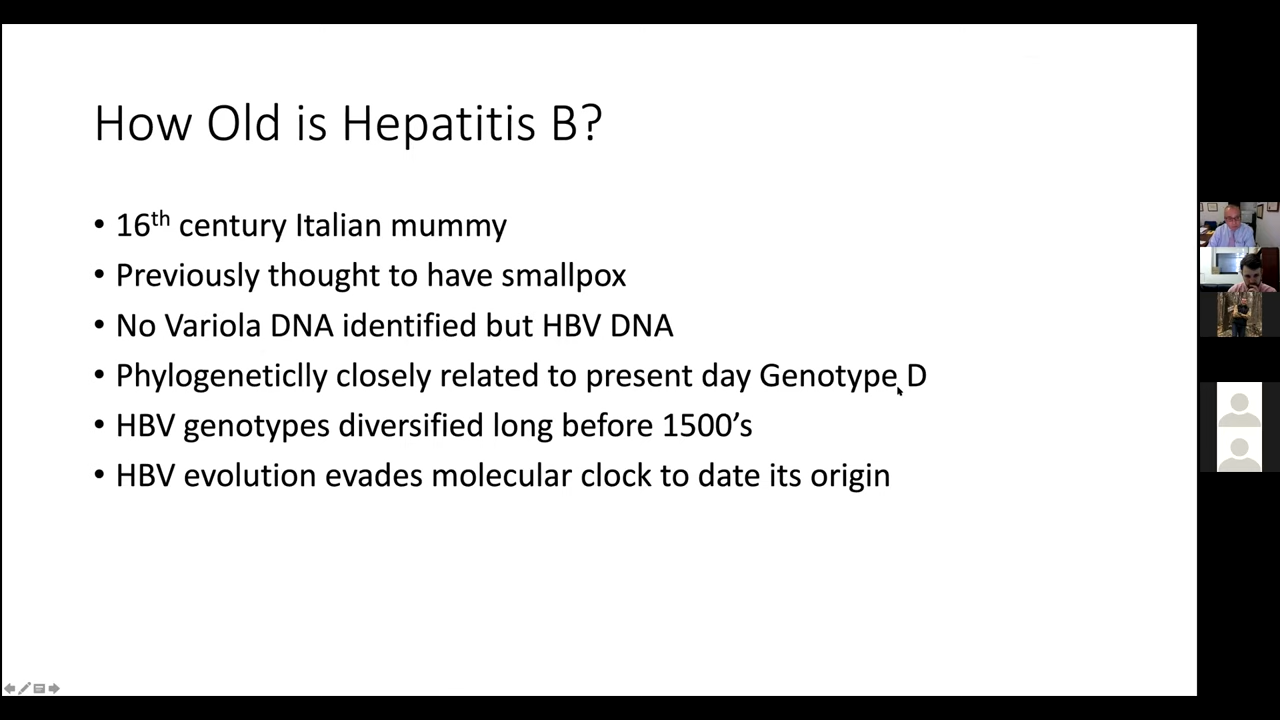 How Old is Hepatitis B?
• 16th century Italian mummy
• Previously thought to have smallpox
• No Variola DNA identified but HBV DNA
• Phylogeneticlly closely related to present day Genotype D
• HBV genotypes diversified long before 1500’s
• HBV evolution evades molecular clock to date its origin